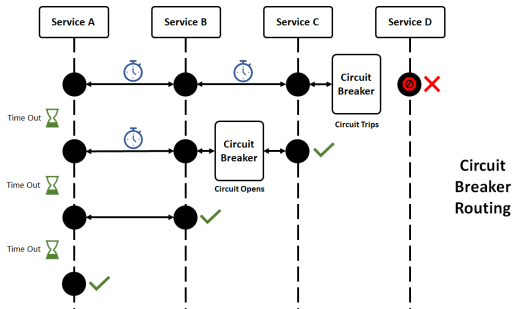 Service A
Service B
Service C
Service D
Circuit
Breaker
Circuit Trips
Time Out
Circuit
Breaker
Circuit Opens
Time Out
Time Out
Circuit
Breaker
Routing